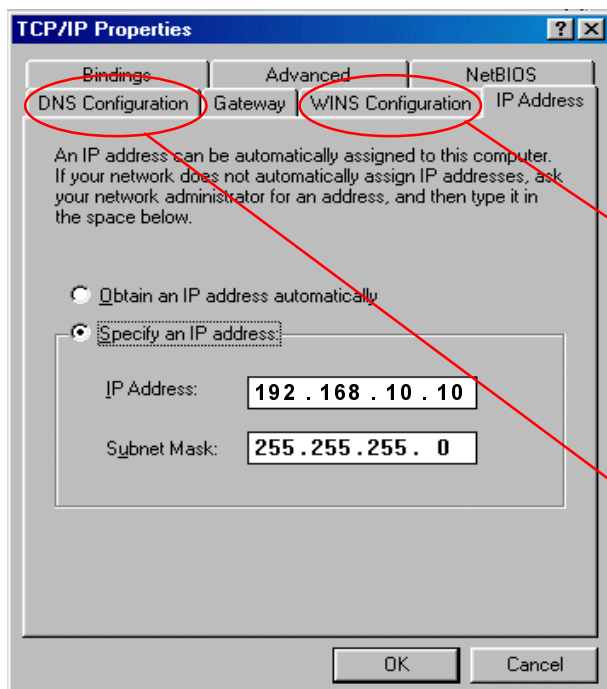 TCP/IP Properties
Bindings Advanced NetBIOS
DNS Configuration Gateway WINS Configuration IP Address
An IP address can be automatically assigned to this computer.
If your network does not automatically assign IP addresses, ask
your network administrator for an address, and then type it in
the space below.
Obtain an IP address automatically
Specify an IP address:
IP Address: 192 . 168 . 10 . 10
Subnet Mask: 255 . 255 . 255 . 0
OK Cancel